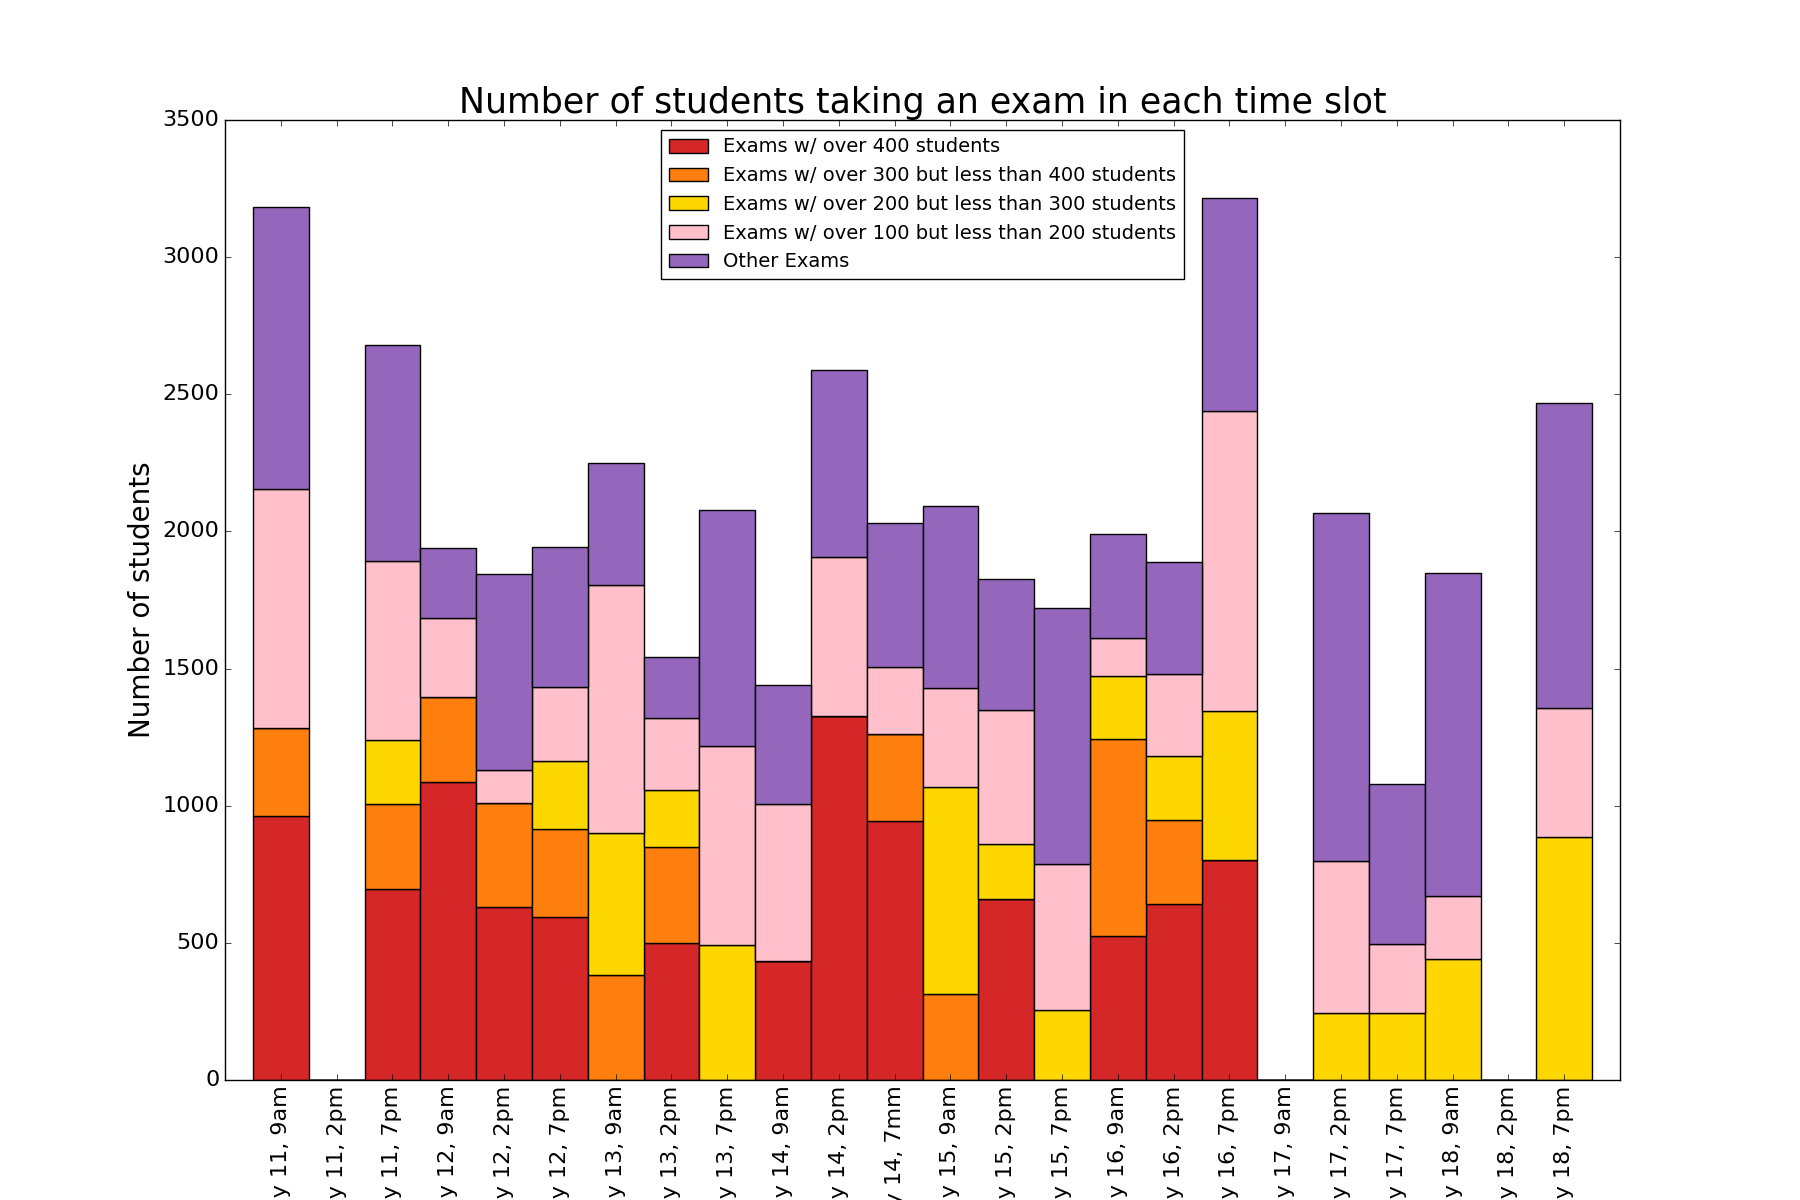 Number of students taking an exam in each time slot
Exams w/ over 400 students
Exams w/ over 300 but less than 400 students
Exams w/ over 200 but less than 300 students
Exams w/ over 100 but less than 200 students
Other Exams
Number of students
3500
3000
2500
2000
1500
1000
500
0
y 11, 9am
y 11, 2pm
y 11, 7pm
y 12, 9am
y 12, 2pm
y 12, 7pm
y 13, 9am
y 13, 2pm
y 13, 7pm
y 14, 9am
y 14, 2pm
y 14, 7mm
y 15, 9am
y 15, 2pm
y 15, 7pm
y 16, 9am
y 16, 2pm
y 16, 7pm
y 17, 9am
y 17, 2pm
y 17, 7pm
y 18, 9am
y 18, 2pm
y 18, 7pm